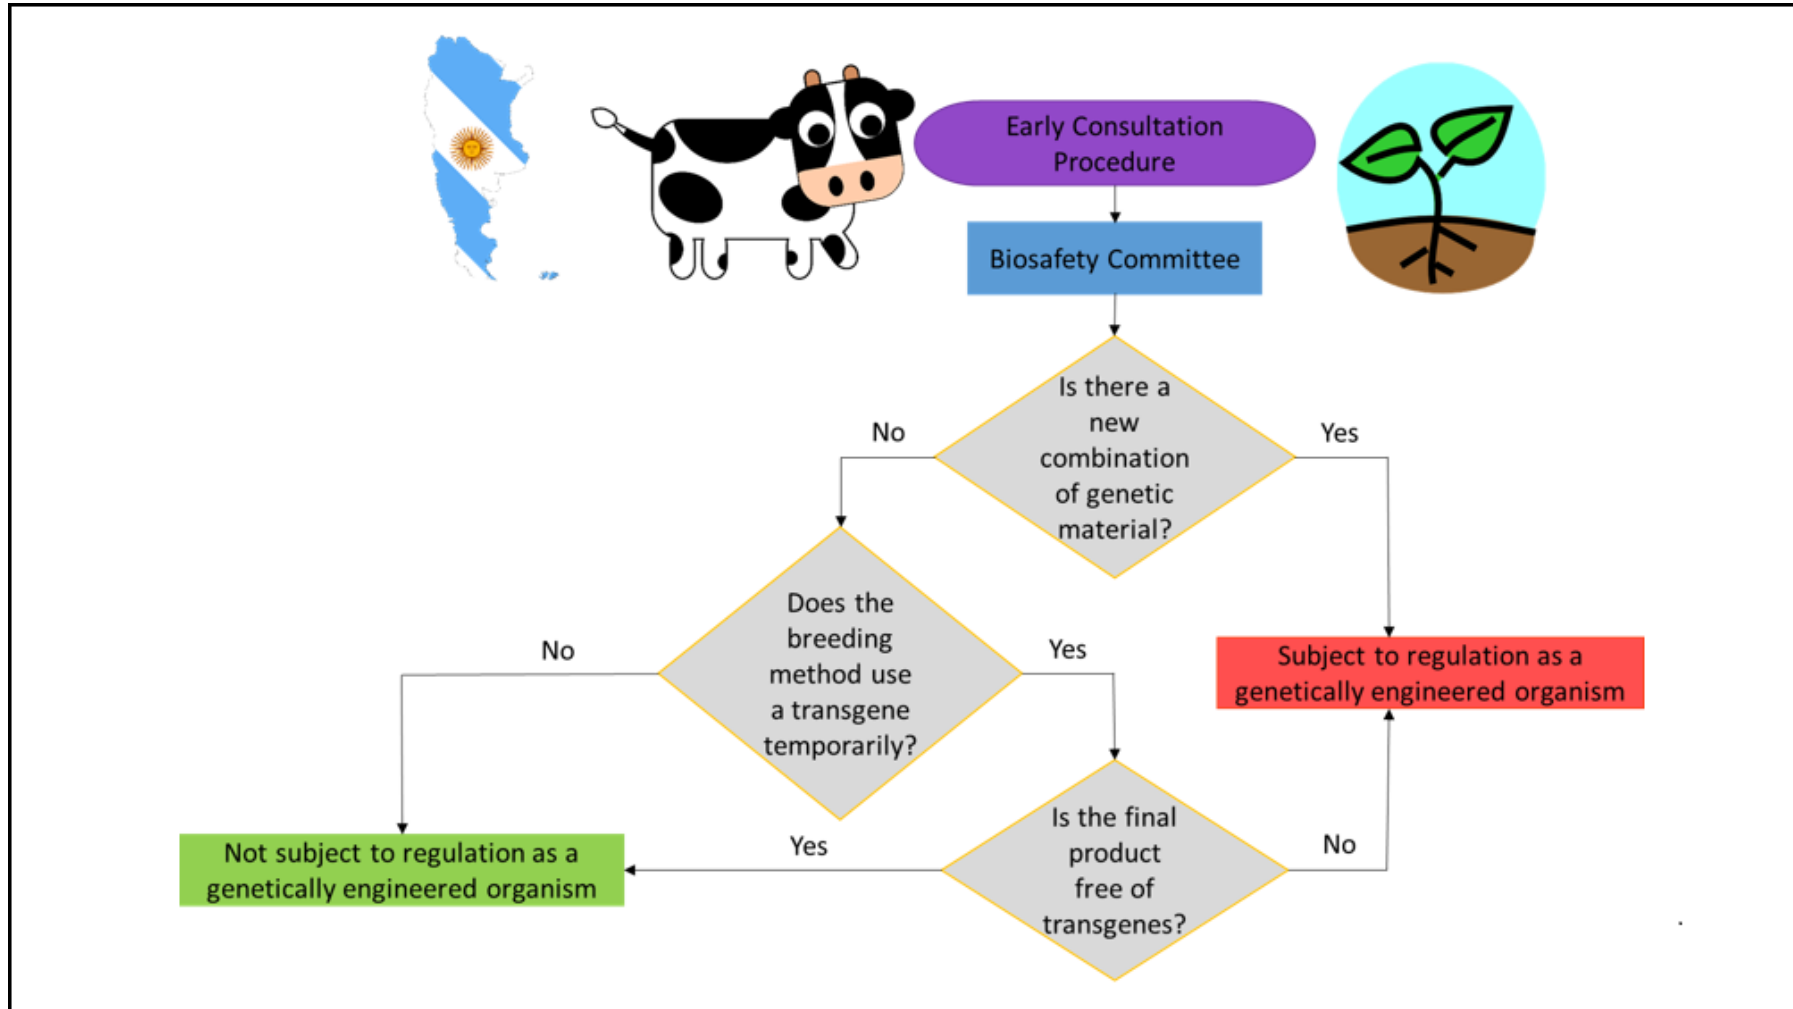 Early Consultation
Procedure
Biosafety Committee
Is there a
new
combination
of genetic
material?
No
Yes
Does the
breeding
method use
a transgene
temporarily?
No
Yes
Subject to regulation as a
genetically engineered organism
Is the final
product
free of
transgenes?
Yes
No
Not subject to regulation as a
genetically engineered organism